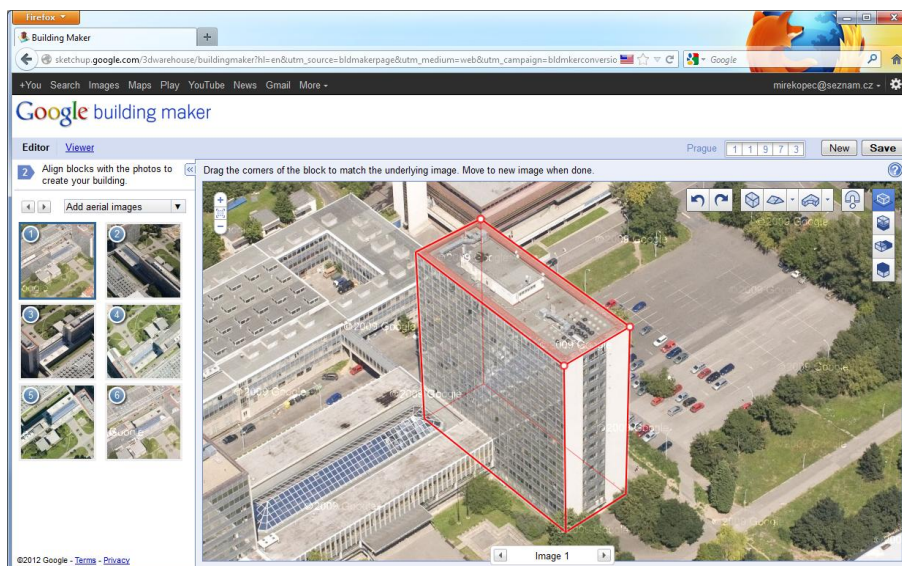 Firefox
Building Maker
sketchup.google.com/3dwarehouse/buildingmaker?hl=en&utm_source=bldmakerpage&utm_medium=web&utm_campaign=bldmkerconversio
Google
+You Search Images Maps Play YouTube News Gmail More
mirekopec@seznam.cz
Google building maker
Editor Viewer
Prague 1 1 9 7 3 New Save
2 Align blocks with the photos to
create your building.
Drag the corners of the block to match the underlying image. Move to new image when done.
?
Add aerial images
1
2
3
4
5
6
© 2009 Google
Image 1
©2012 Google - Terms - Privacy